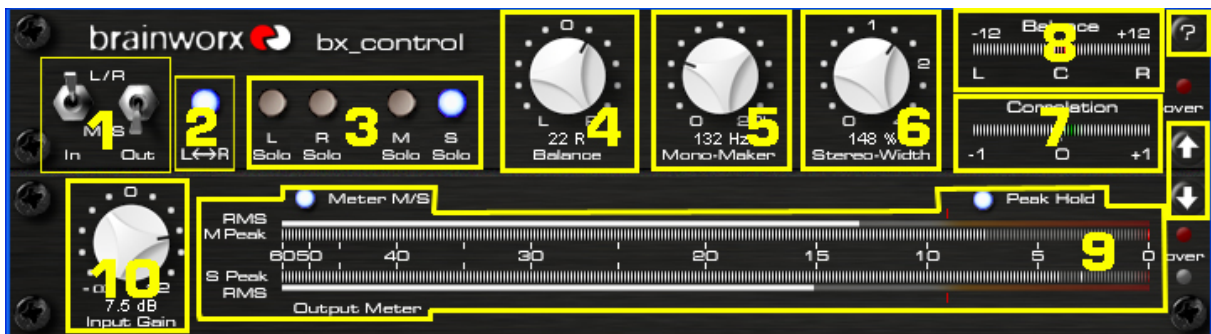 brainworx bx_control
L/R
M/S
In Out
1
L↔R
2
L R M S
Solo Solo Solo Solo
3
0
L R
22 R
Balance
4
0
132 Hz
Mono-Maker
5
1
2
0
148 %
Stereo-Width
6
Balance
-12 +12
L C R
8
Correlation
-1 0 +1
7
?
over
0
7.5 dB
Input Gain
10
Meter M/S Peak Hold
RMS
M Peak
60 50 40 30 20 15 10 5 0
S Peak
RMS
Output Meter
9
over